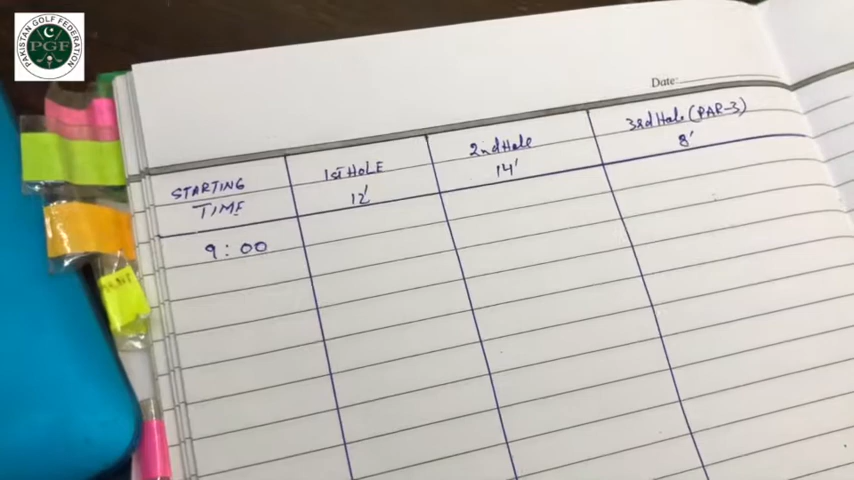 PAKISTAN GOLF FEDERATION
PGF
Date:
STARTING
TIME
1st HOLE
12'
2nd Hole
14'
3rd Hole (PAR-3)
8'
9:00